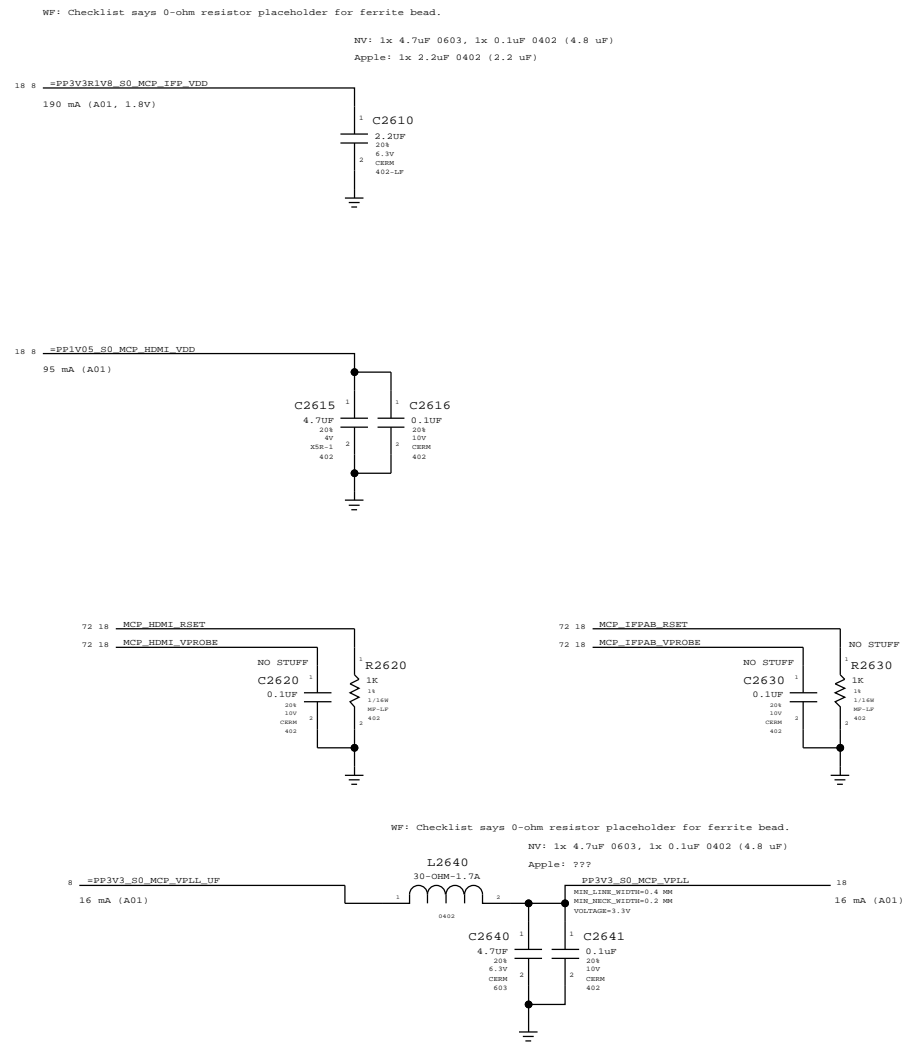 WF: Checklist says 0-ohm resistor placeholder for ferrite bead.
NV: 1x 4.7uF 0603, 1x 0.1uF 0402 (4.8 uF)
Apple: 1x 2.2uF 0402 (2.2 uF)
18 8 =PP3V3R1V8_S0_MCP_IFP_VDD
190 mA (A01, 1.8V)
1
C2610
2.2UF
20%
6.3V
2
CERM
402-LF
18 8 =PP1V05_S0_MCP_HDMI_VDD
95 mA (A01)
C2615 1 1 C2616
4.7UF 0.1UF
20% 20%
4V 2 2 10V
X5R-1 CERM
402 402
72 18 MCP_HDMI_RSET
72 18 MCP_HDMI_VPROBE
NO STUFF
1
R2620
C2620 1
1K
0.1UF
1%
1/16W
20%
MF-LF
10V 2
402
CERM
2
402
72 18 MCP_IFPAB_RSET
72 18 MCP_IFPAB_VPROBE
NO STUFF
NO STUFF
1
R2630
C2630 1
1K
0.1UF
1%
1/16W
20%
MF-LF
10V 2
402
CERM
2
402
WF: Checklist says 0-ohm resistor placeholder for ferrite bead.
NV: 1x 4.7uF 0603, 1x 0.1uF 0402 (4.8 uF)
Apple: ???
L2640
30-OHM-1.7A
8 =PP3V3_S0_MCP_VPLL_UF
16 mA (A01)
1 2
0402
PP3V3_S0_MCP_VPLL 18
MIN_LINE_WIDTH=0.4 MM
MIN_NECK_WIDTH=0.2 MM
VOLTAGE=3.3V
16 mA (A01)
C2640 1 1 C2641
4.7UF 0.1uF
20% 20%
6.3V 2 2 10V
CERM CERM
603 402